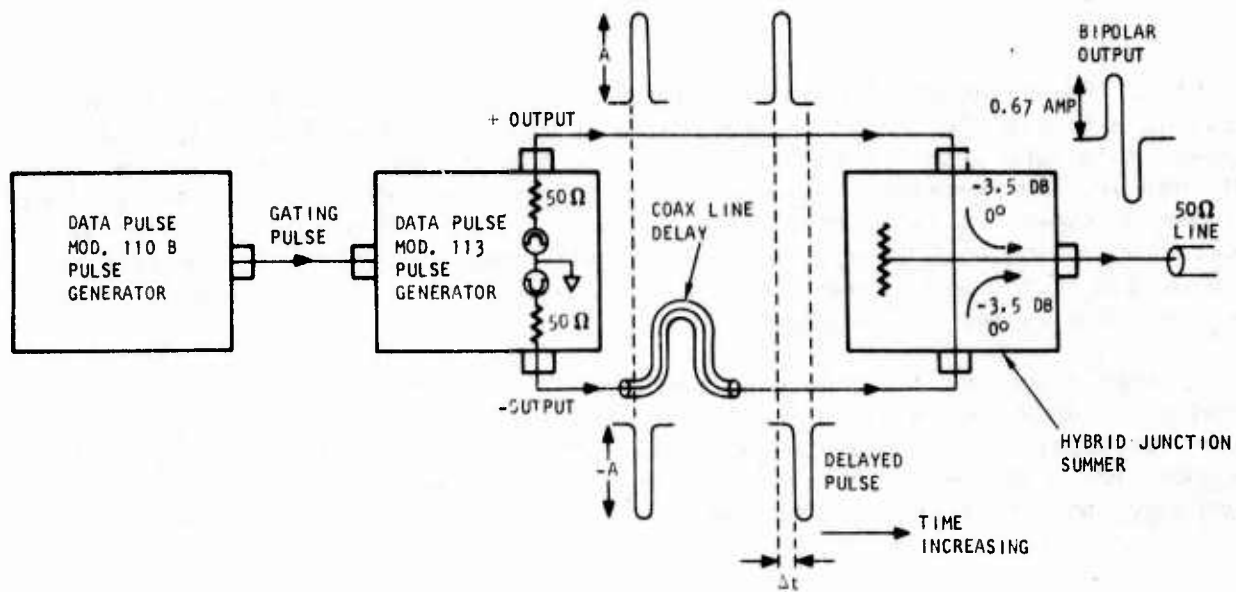 BIPOLAR
OUTPUT
A
0.67 AMP
+ OUTPUT
DATA PULSE
MOD. 110 B
PULSE
GENERATOR
GATING
PULSE
DATA PULSE
MOD. 113
PULSE
GENERATOR
50Ω
50Ω
COAX LINE
DELAY
-3.5 DB
0°
-3.5 DB
0°
50Ω
LINE
-OUTPUT
-A
DELAYED
PULSE
HYBRID JUNCTION
SUMMER
TIME
INCREASING
Δt